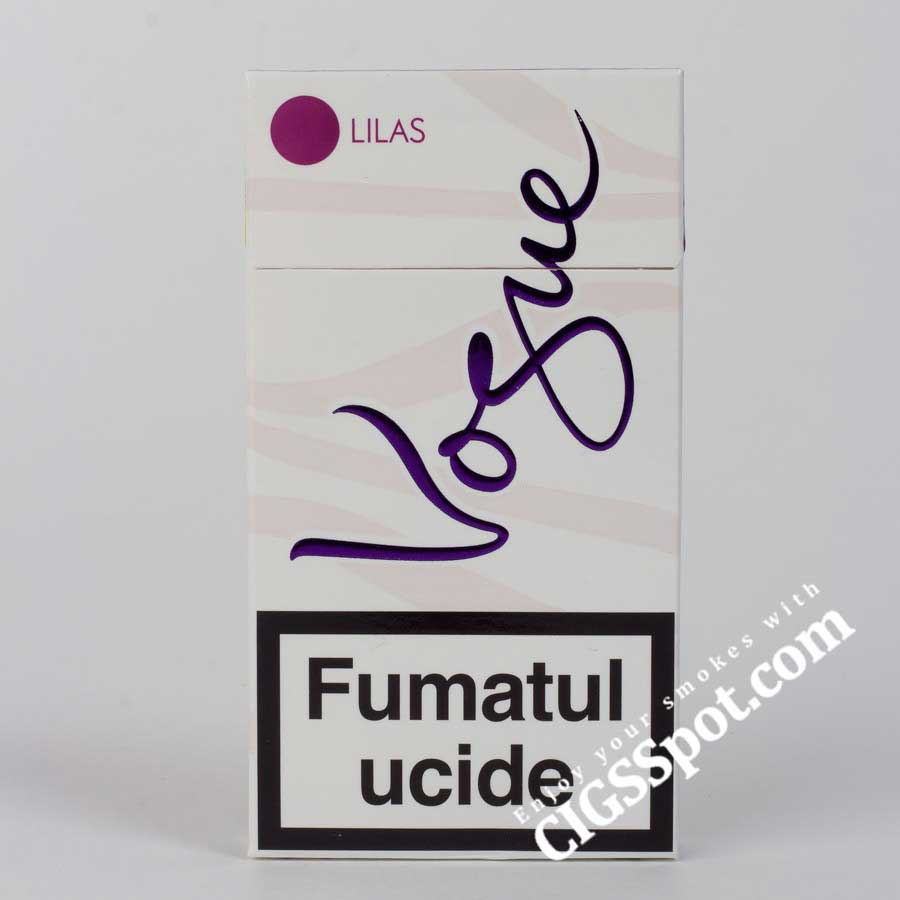 LILAS
Vogue
Fumatul
ucide
Enjoy your smokes with
CIGSSpot.com